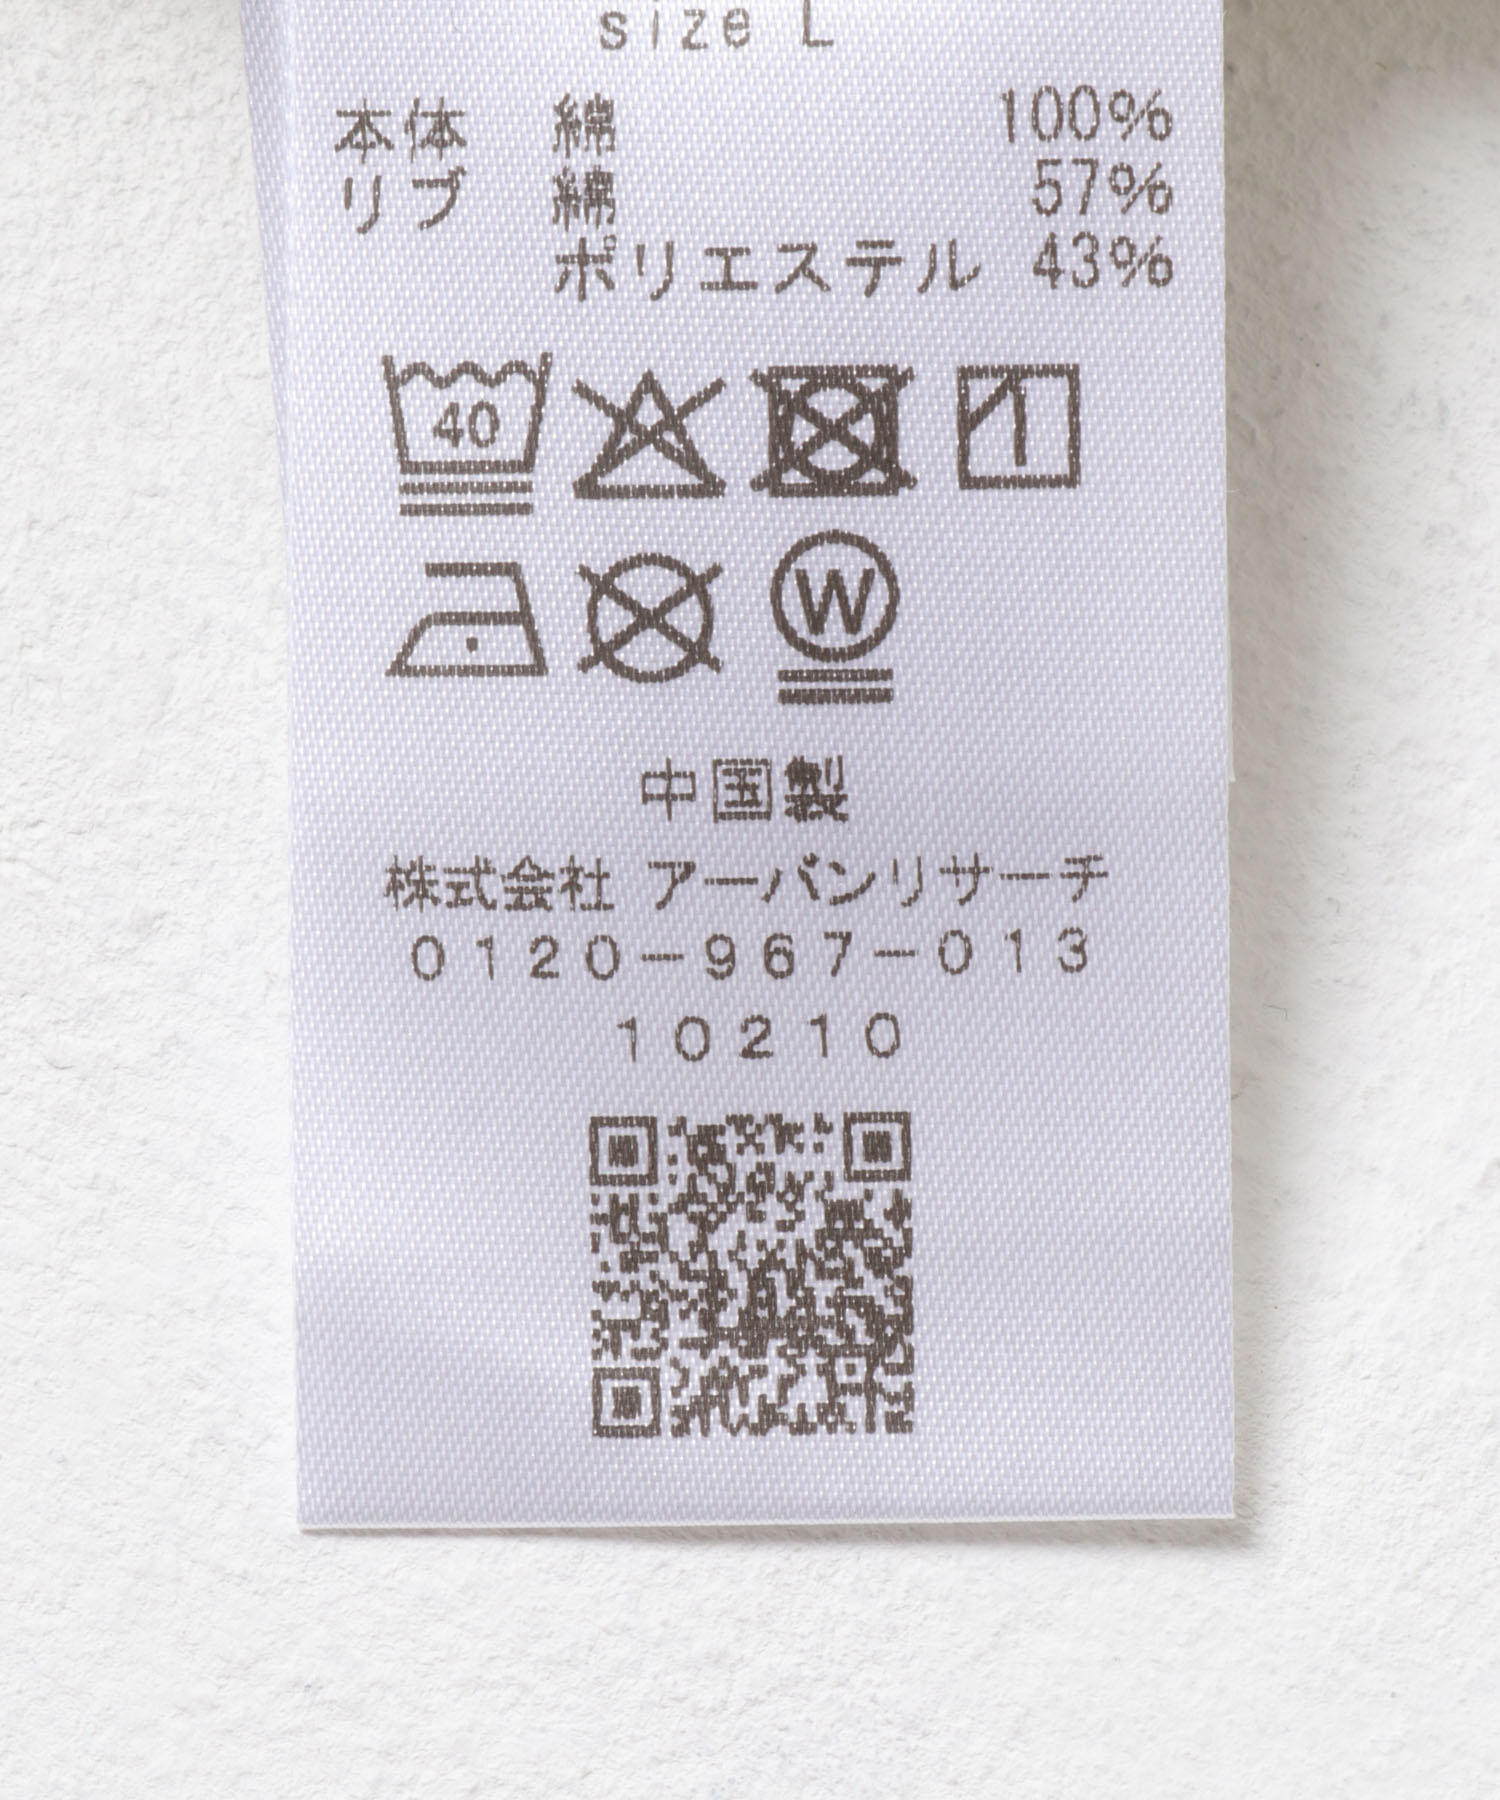 size L
本体 綿 100%
リブ 綿 57%
ポリエステル 43%
40
W
中国製
株式会社 アーバンリサーチ
0120-967-013
10210